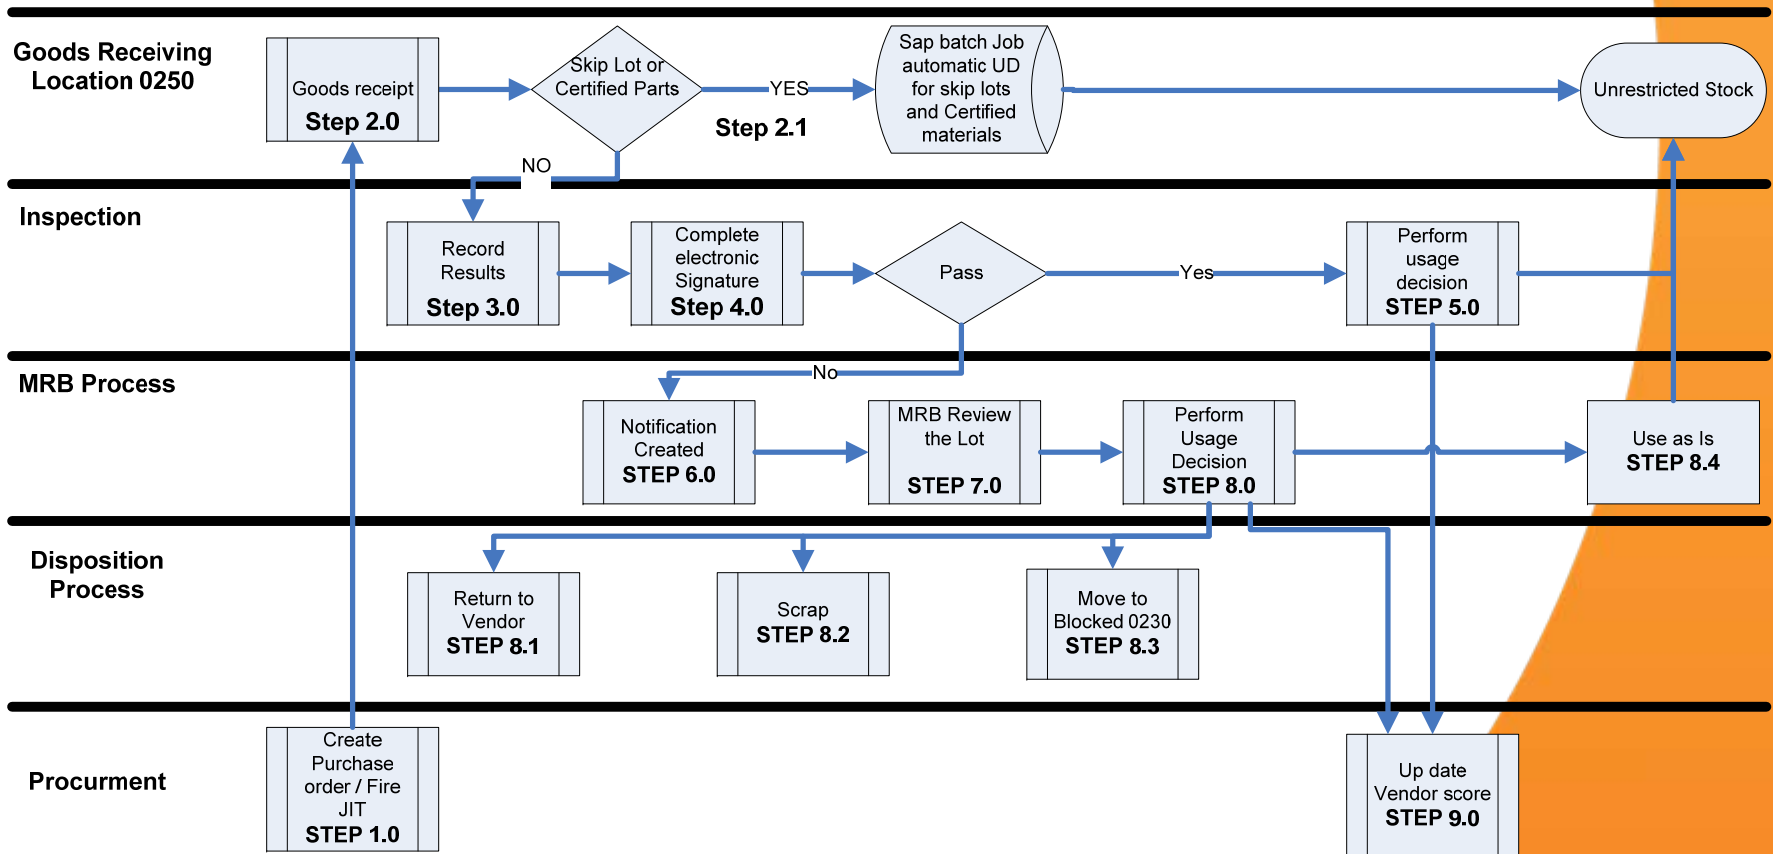 Goods Receiving
Location 0250
Goods receipt
Step 2.0
Skip Lot or
Certified Parts
YES
Step 2.1
Sap batch Job
automatic UD
for skip lots
and Certified
materials
Unrestricted Stock
NO
Inspection
Record
Results
Step 3.0
Complete
electronic
Signature
Step 4.0
Pass
Yes
Perform
usage
decision
STEP 5.0
MRB Process
No
Notification
Created
STEP 6.0
MRB Review
the Lot
STEP 7.0
Perform
Usage
Decision
STEP 8.0
Use as Is
STEP 8.4
Disposition
Process
Return to
Vendor
STEP 8.1
Scrap
STEP 8.2
Move to
Blocked 0230
STEP 8.3
Procurment
Create
Purchase
order / Fire
JIT
STEP 1.0
Up date
Vendor score
STEP 9.0